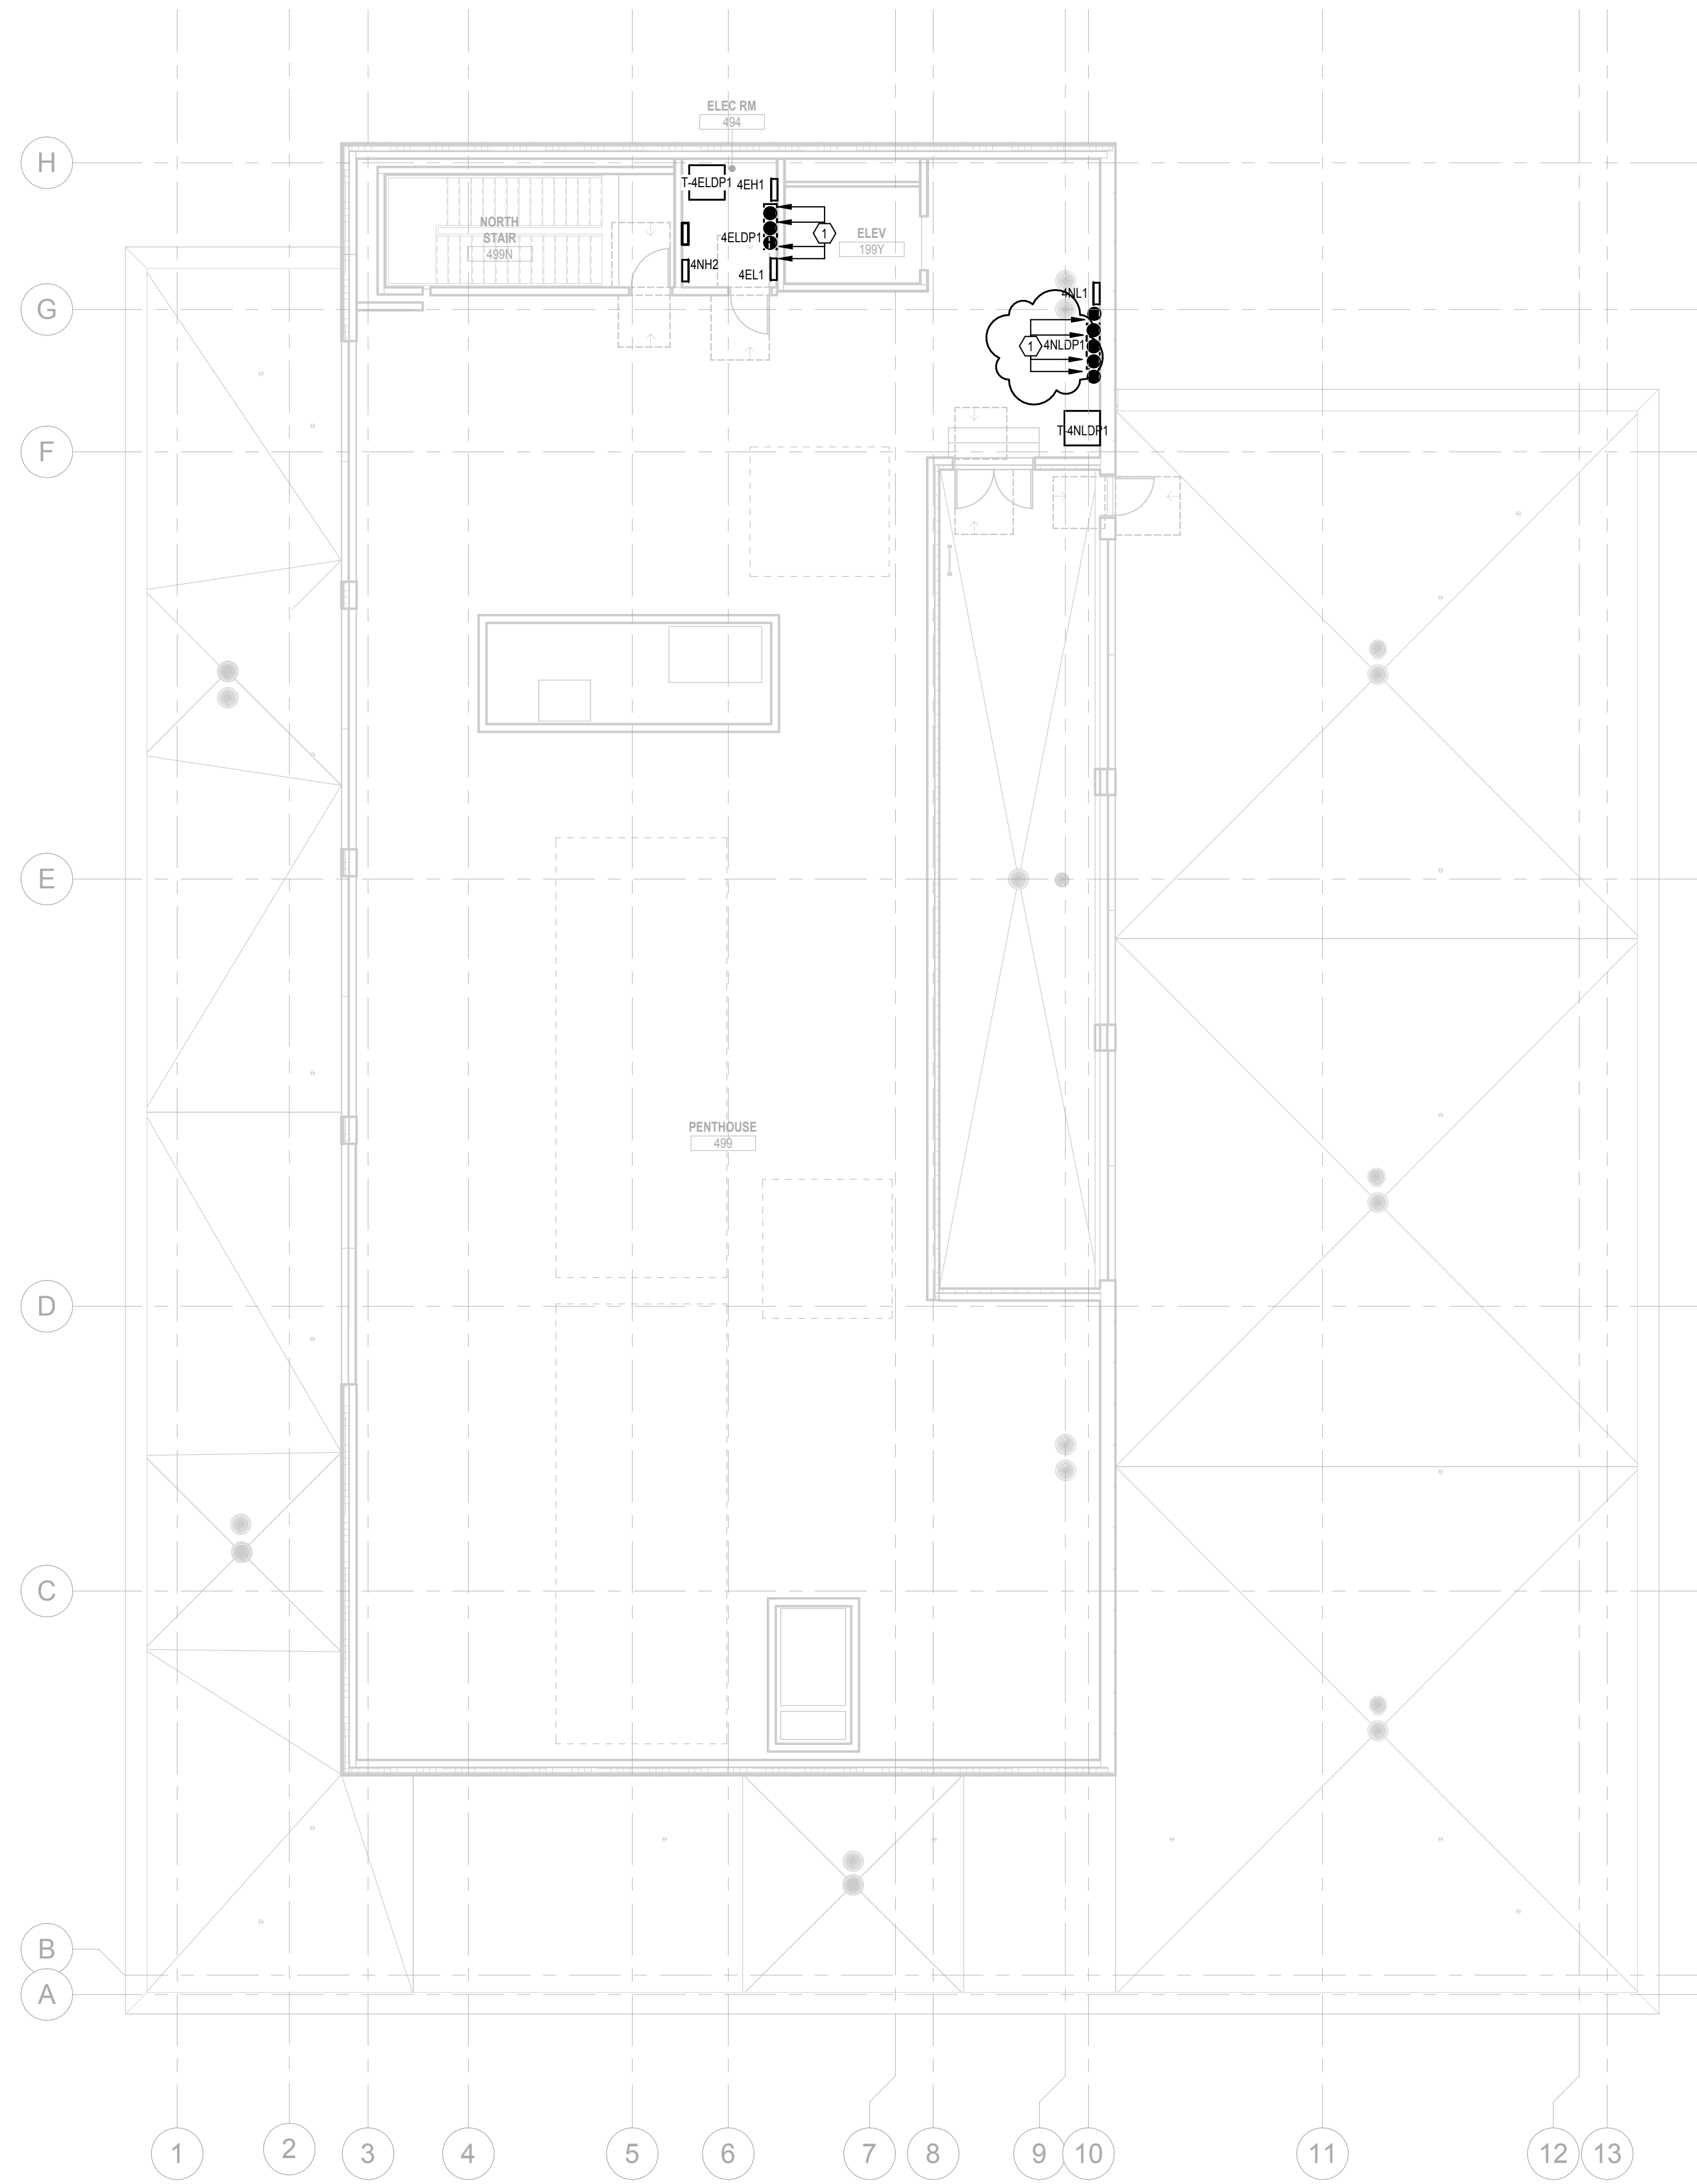 ELEC RM
494
H
T-4ELDP1
4EH1
NORTH
STAIR
499N
4ELDP1
1
ELEV
199Y
4NH2
4EL1
4NL1
G
1
4NLDP1
T-4NLDP1
F
E
PENTHOUSE
499
D
C
B
A
1
2
3
4
5
6
7
8
9
10
11
12
13